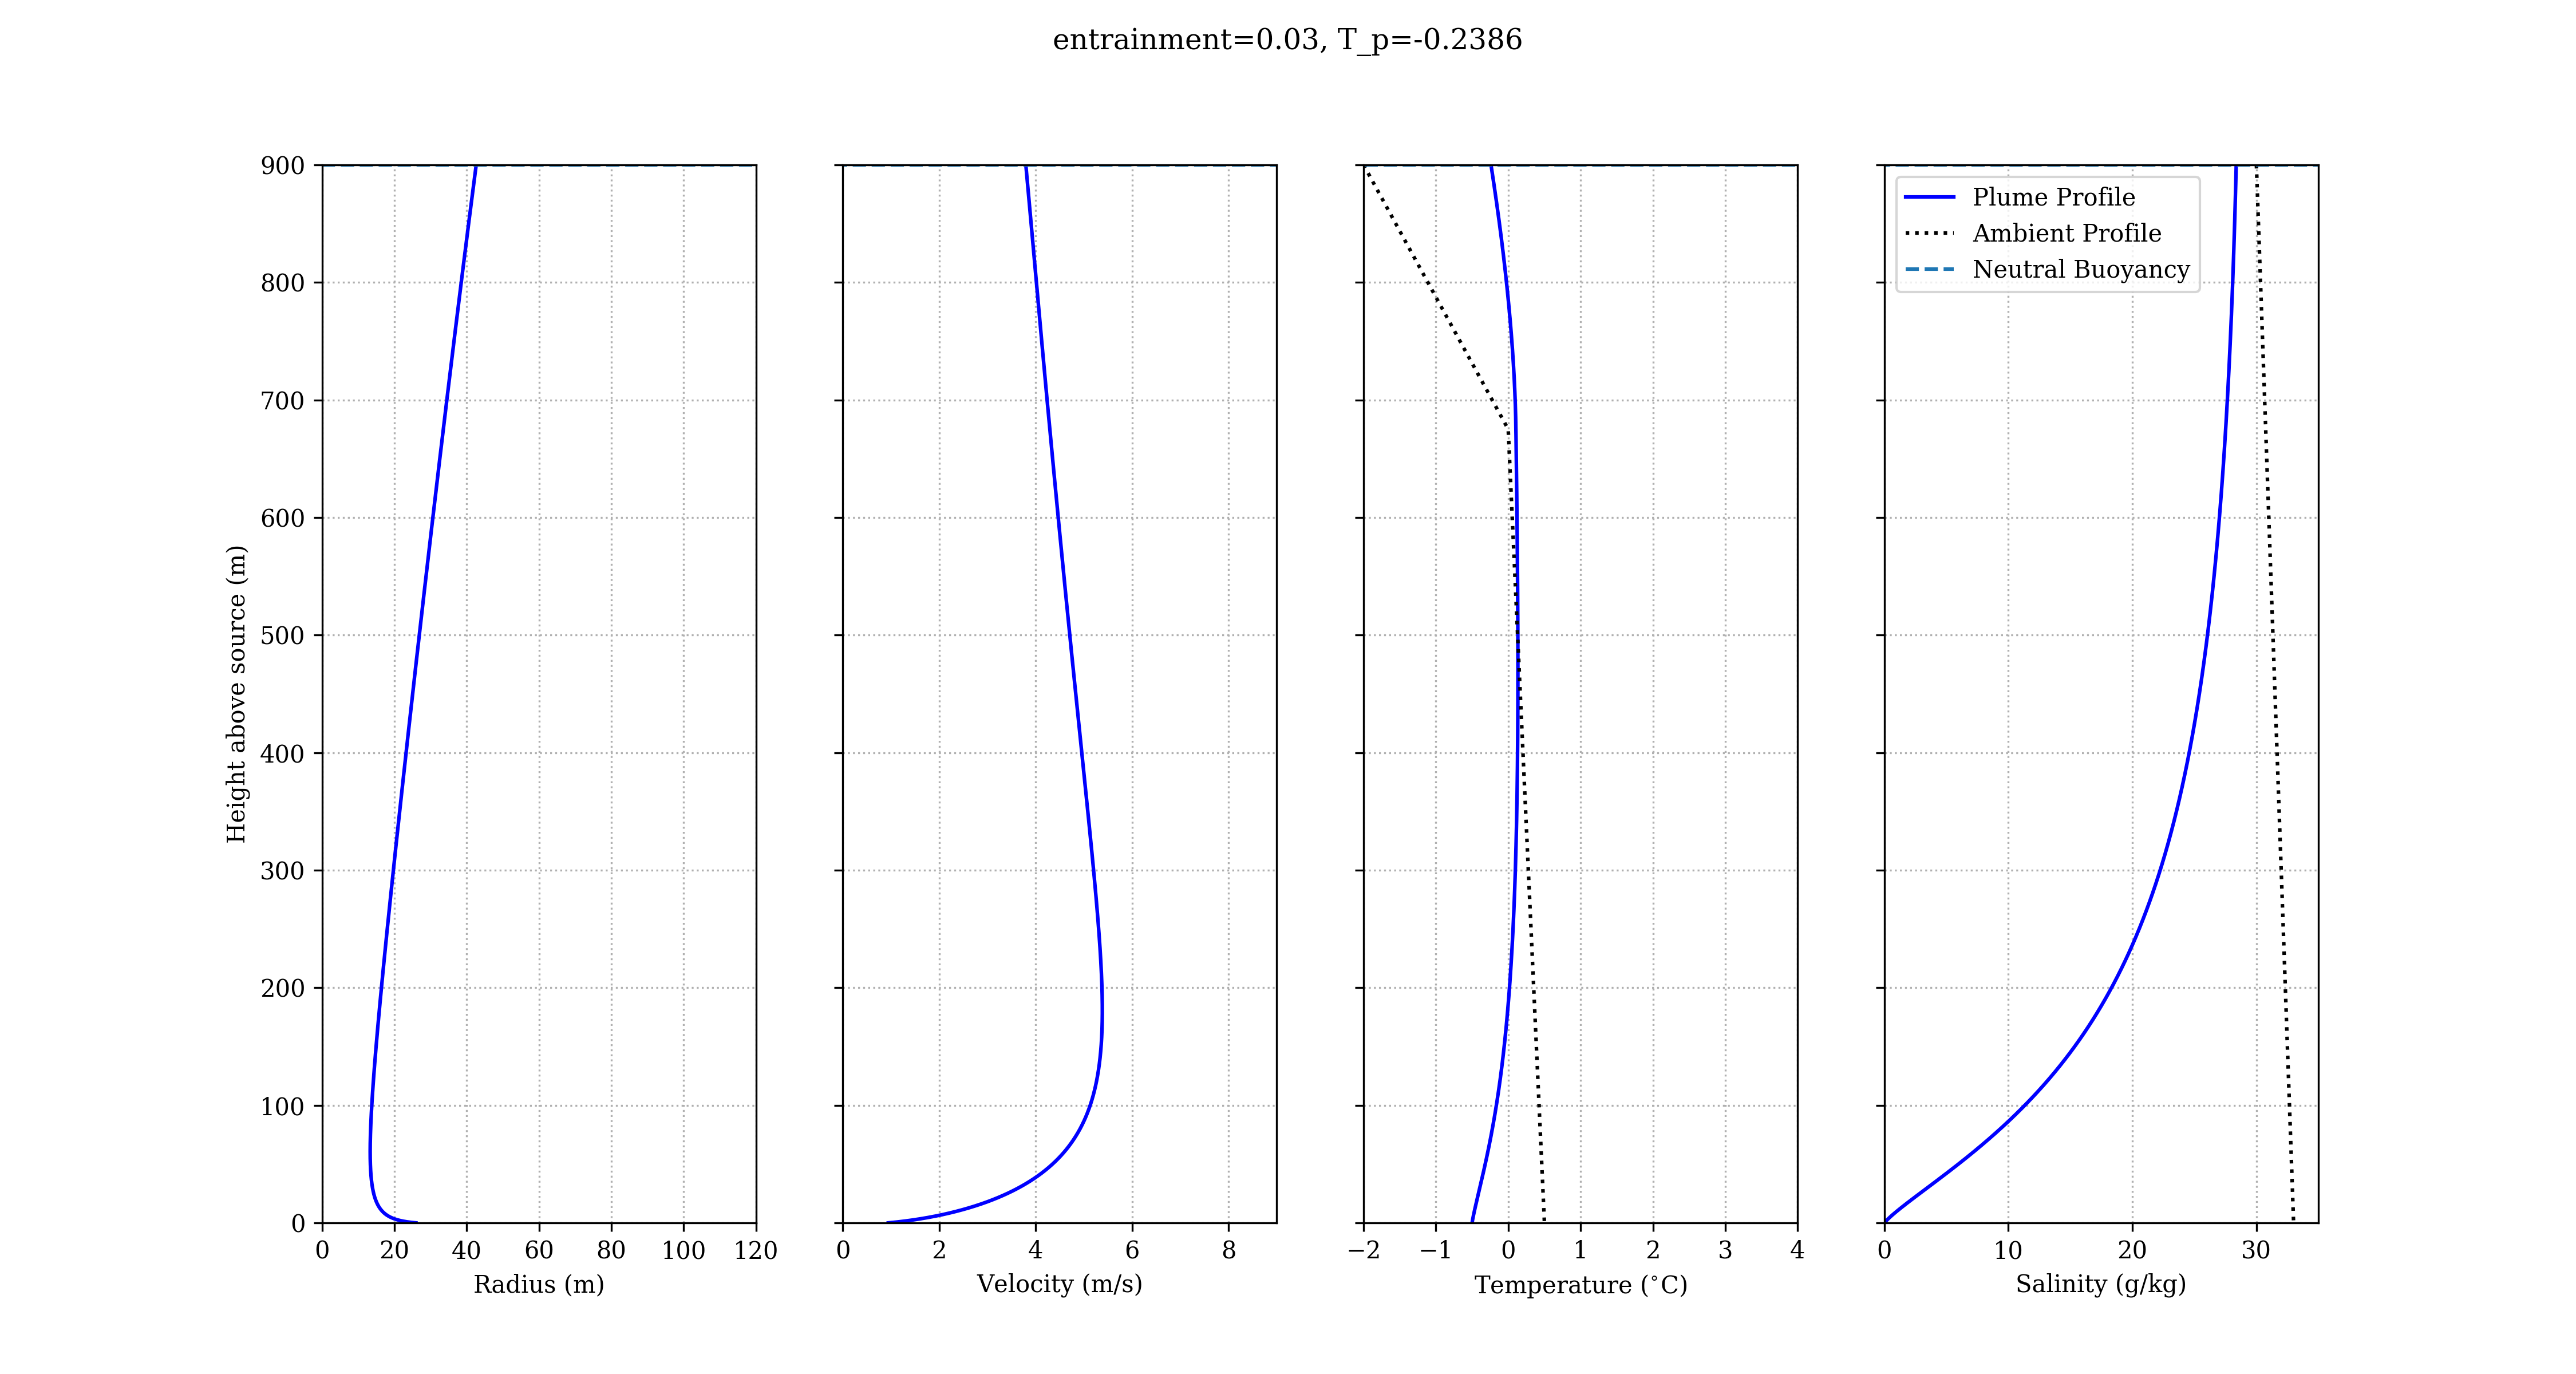 entrainment=0.03, T_p=-0.2386
Height above source (m)
900
800
700
600
500
400
300
200
100
0
0 20 40 60 80 100 120
Radius (m)
0 2 4 6 8
Velocity (m/s)
−2 −1 0 1 2 3 4
Temperature (°C)
Plume Profile
Ambient Profile
Neutral Buoyancy
0 10 20 30
Salinity (g/kg)